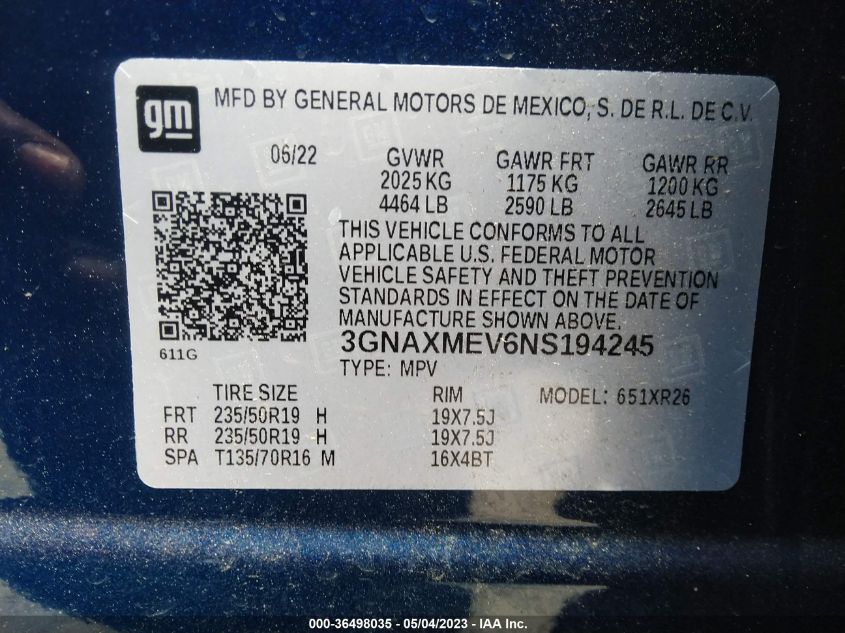 gm MFD BY GENERAL MOTORS DE MEXICO, S. DE R.L. DE C.V.
06/22 GVWR GAWR FRT GAWR RR
2025 KG 1175 KG 1200 KG
4464 LB 2590 LB 2645 LB
THIS VEHICLE CONFORMS TO ALL
APPLICABLE U.S. FEDERAL MOTOR
VEHICLE SAFETY AND THEFT PREVENTION
STANDARDS IN EFFECT ON THE DATE OF
MANUFACTURE SHOWN ABOVE.
611G 3GNAXMEV6NS194245
TYPE: MPV
TIRE SIZE RIM MODEL: 651XR26
FRT 235/50R19 H 19X7.5J
RR 235/50R19 H 19X7.5J
SPA T135/70R16 M 16X4BT
000-36498035 - 05/04/2023 - IAA Inc.